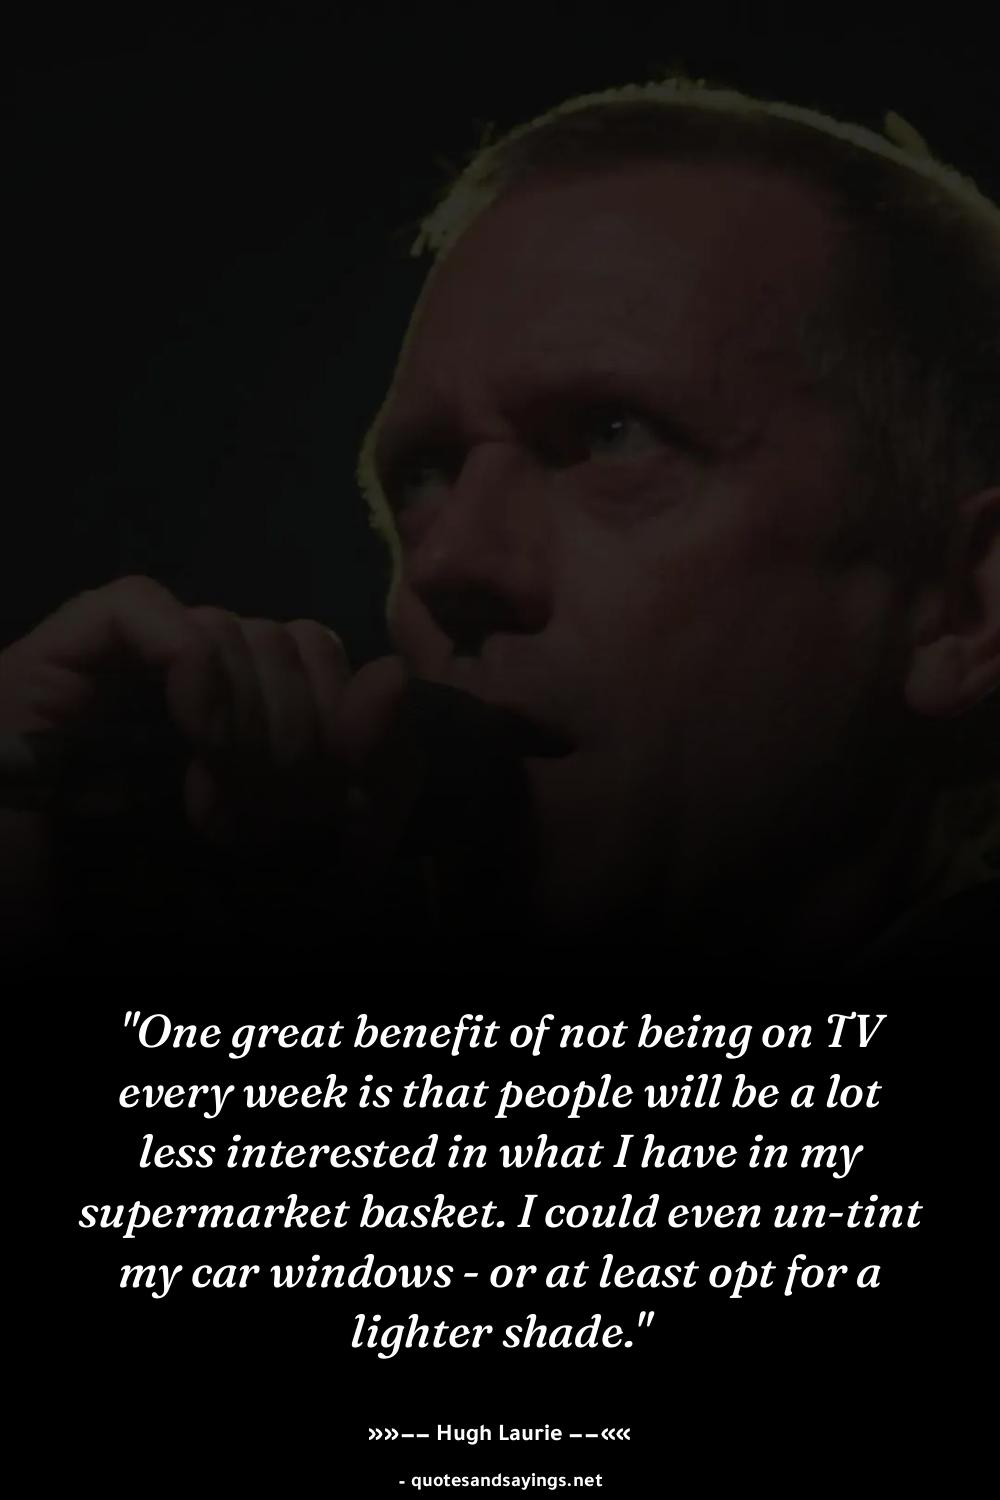 "One great benefit of not being on TV
every week is that people will be a lot
less interested in what I have in my
supermarket basket. I could even un-tint
my car windows - or at least opt for a
lighter shade."
»»−− Hugh Laurie −−««
- quotesandsayings.net